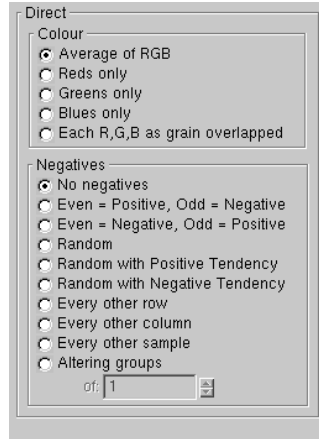 Direct
Colour
Average of RGB
Reds only
Greens only
Blues only
Each R,G,B as grain overlapped
Negatives
No negatives
Even = Positive, Odd = Negative
Even = Negative, Odd = Positive
Random
Random with Positive Tendency
Random with Negative Tendency
Every other row
Every other column
Every other sample
Altering groups
of: 1